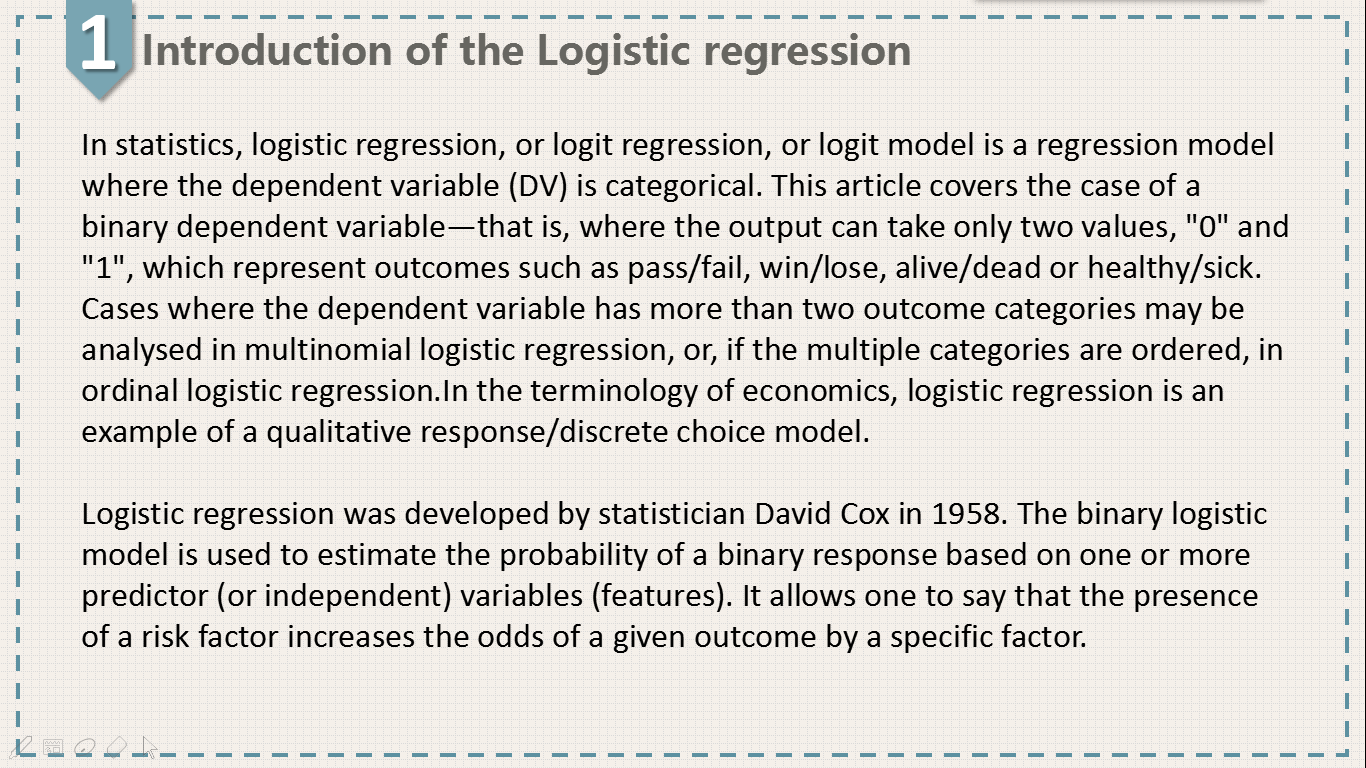 1 Introduction of the Logistic regression
In statistics, logistic regression, or logit regression, or logit model is a regression model
where the dependent variable (DV) is categorical. This article covers the case of a
binary dependent variable—that is, where the output can take only two values, "0" and
"1", which represent outcomes such as pass/fail, win/lose, alive/dead or healthy/sick.
Cases where the dependent variable has more than two outcome categories may be
analysed in multinomial logistic regression, or, if the multiple categories are ordered, in
ordinal logistic regression.In the terminology of economics, logistic regression is an
example of a qualitative response/discrete choice model.
Logistic regression was developed by statistician David Cox in 1958. The binary logistic
model is used to estimate the probability of a binary response based on one or more
predictor (or independent) variables (features). It allows one to say that the presence
of a risk factor increases the odds of a given outcome by a specific factor.